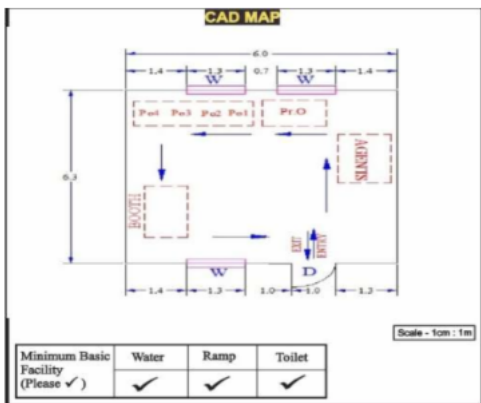 CAD MAP
6.0
1.4 1.3 0.7 1.3 1.4
W W
Po4 Po3 Po2 Po1 Pr.O
AGENTS
BOOTH
EXIT
ENTRY
W D
1.4 1.3 1.0 1.0 1.3
Scale - 1cm : 1m
Minimum Basic Facility (Please ✓) Water Ramp Toilet
✓ ✓ ✓